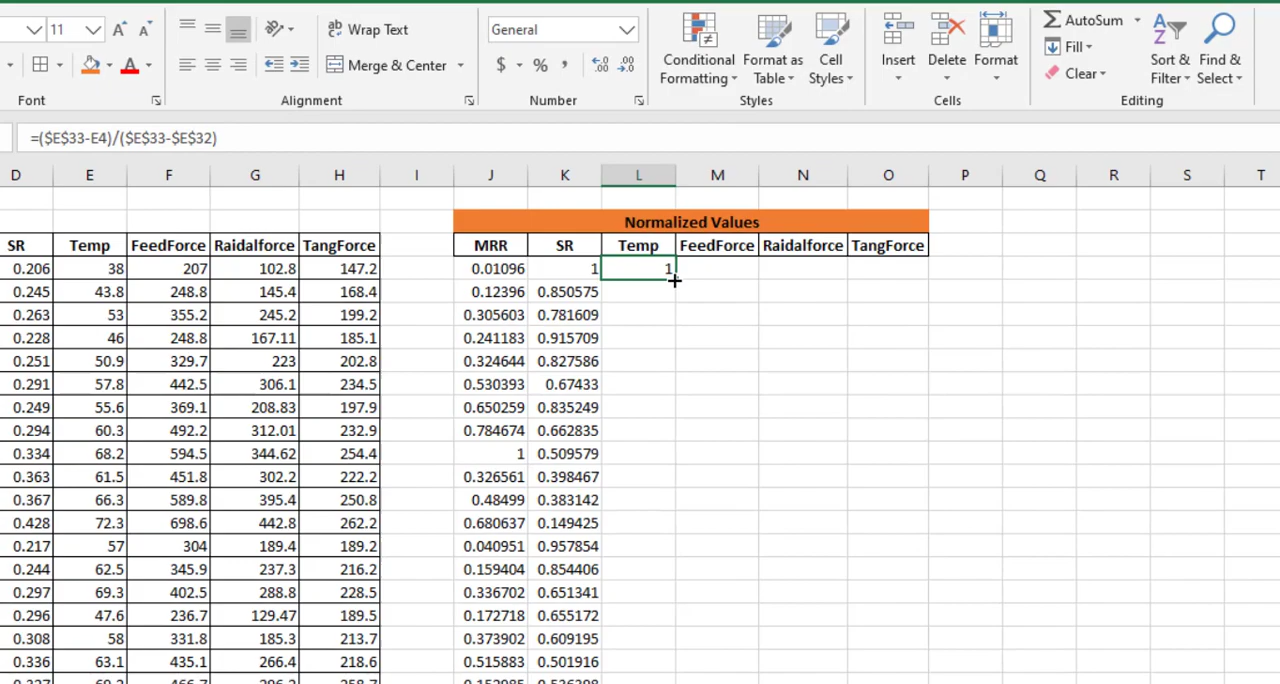 11 A^ A˅ ab Wrap Text General AutoSum
Merge & Center $ % , Conditional Formatting Format as Table Cell Styles Insert Delete Format Fill Clear Sort & Filter Find & Select
Font Alignment Number Styles Cells Editing
=($E$33-E4)/($E$33-$E$32)
D E F G H I J K L M N O P Q R S T
Normalized Values
SR Temp FeedForce Raidalforce TangForce MRR SR Temp FeedForce Raidalforce TangForce
0.206 38 207 102.8 147.2 0.01096 1 1
0.245 43.8 248.8 145.4 168.4 0.12396 0.850575
0.263 53 355.2 245.2 199.2 0.305603 0.781609
0.228 46 248.8 167.11 185.1 0.241183 0.915709
0.251 50.9 329.7 223 202.8 0.324644 0.827586
0.291 57.8 442.5 306.1 234.5 0.530393 0.67433
0.249 55.6 369.1 208.83 197.9 0.650259 0.835249
0.294 60.3 492.2 312.01 232.9 0.784674 0.662835
0.334 68.2 594.5 344.62 254.4 1 0.509579
0.363 61.5 451.8 302.2 222.2 0.326561 0.398467
0.367 66.3 589.8 395.4 250.8 0.48499 0.383142
0.428 72.3 698.6 442.8 262.2 0.680637 0.149425
0.217 57 304 189.4 189.2 0.040951 0.957854
0.244 62.5 345.9 237.3 216.2 0.159404 0.854406
0.297 69.3 402.5 288.8 228.5 0.336702 0.651341
0.296 47.6 236.7 129.47 189.5 0.172718 0.655172
0.308 58 331.8 185.3 213.7 0.373902 0.609195
0.336 63.1 435.1 266.4 218.6 0.515883 0.501916